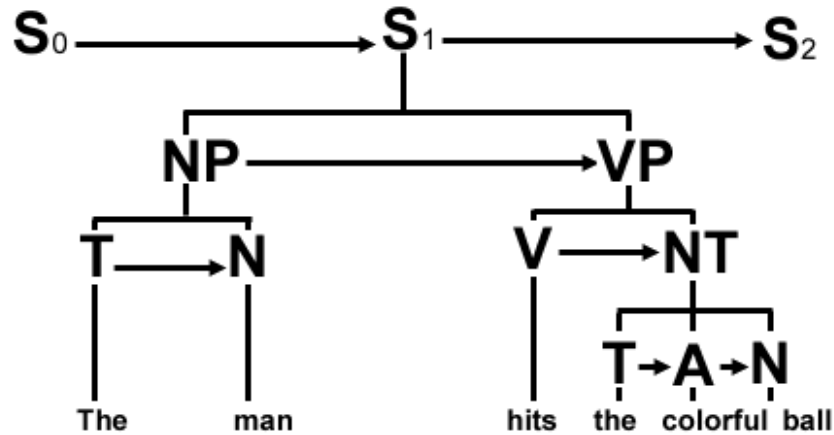 S0 S1 S2
NP VP
T N V NT
T A N
The man hits the colorful ball